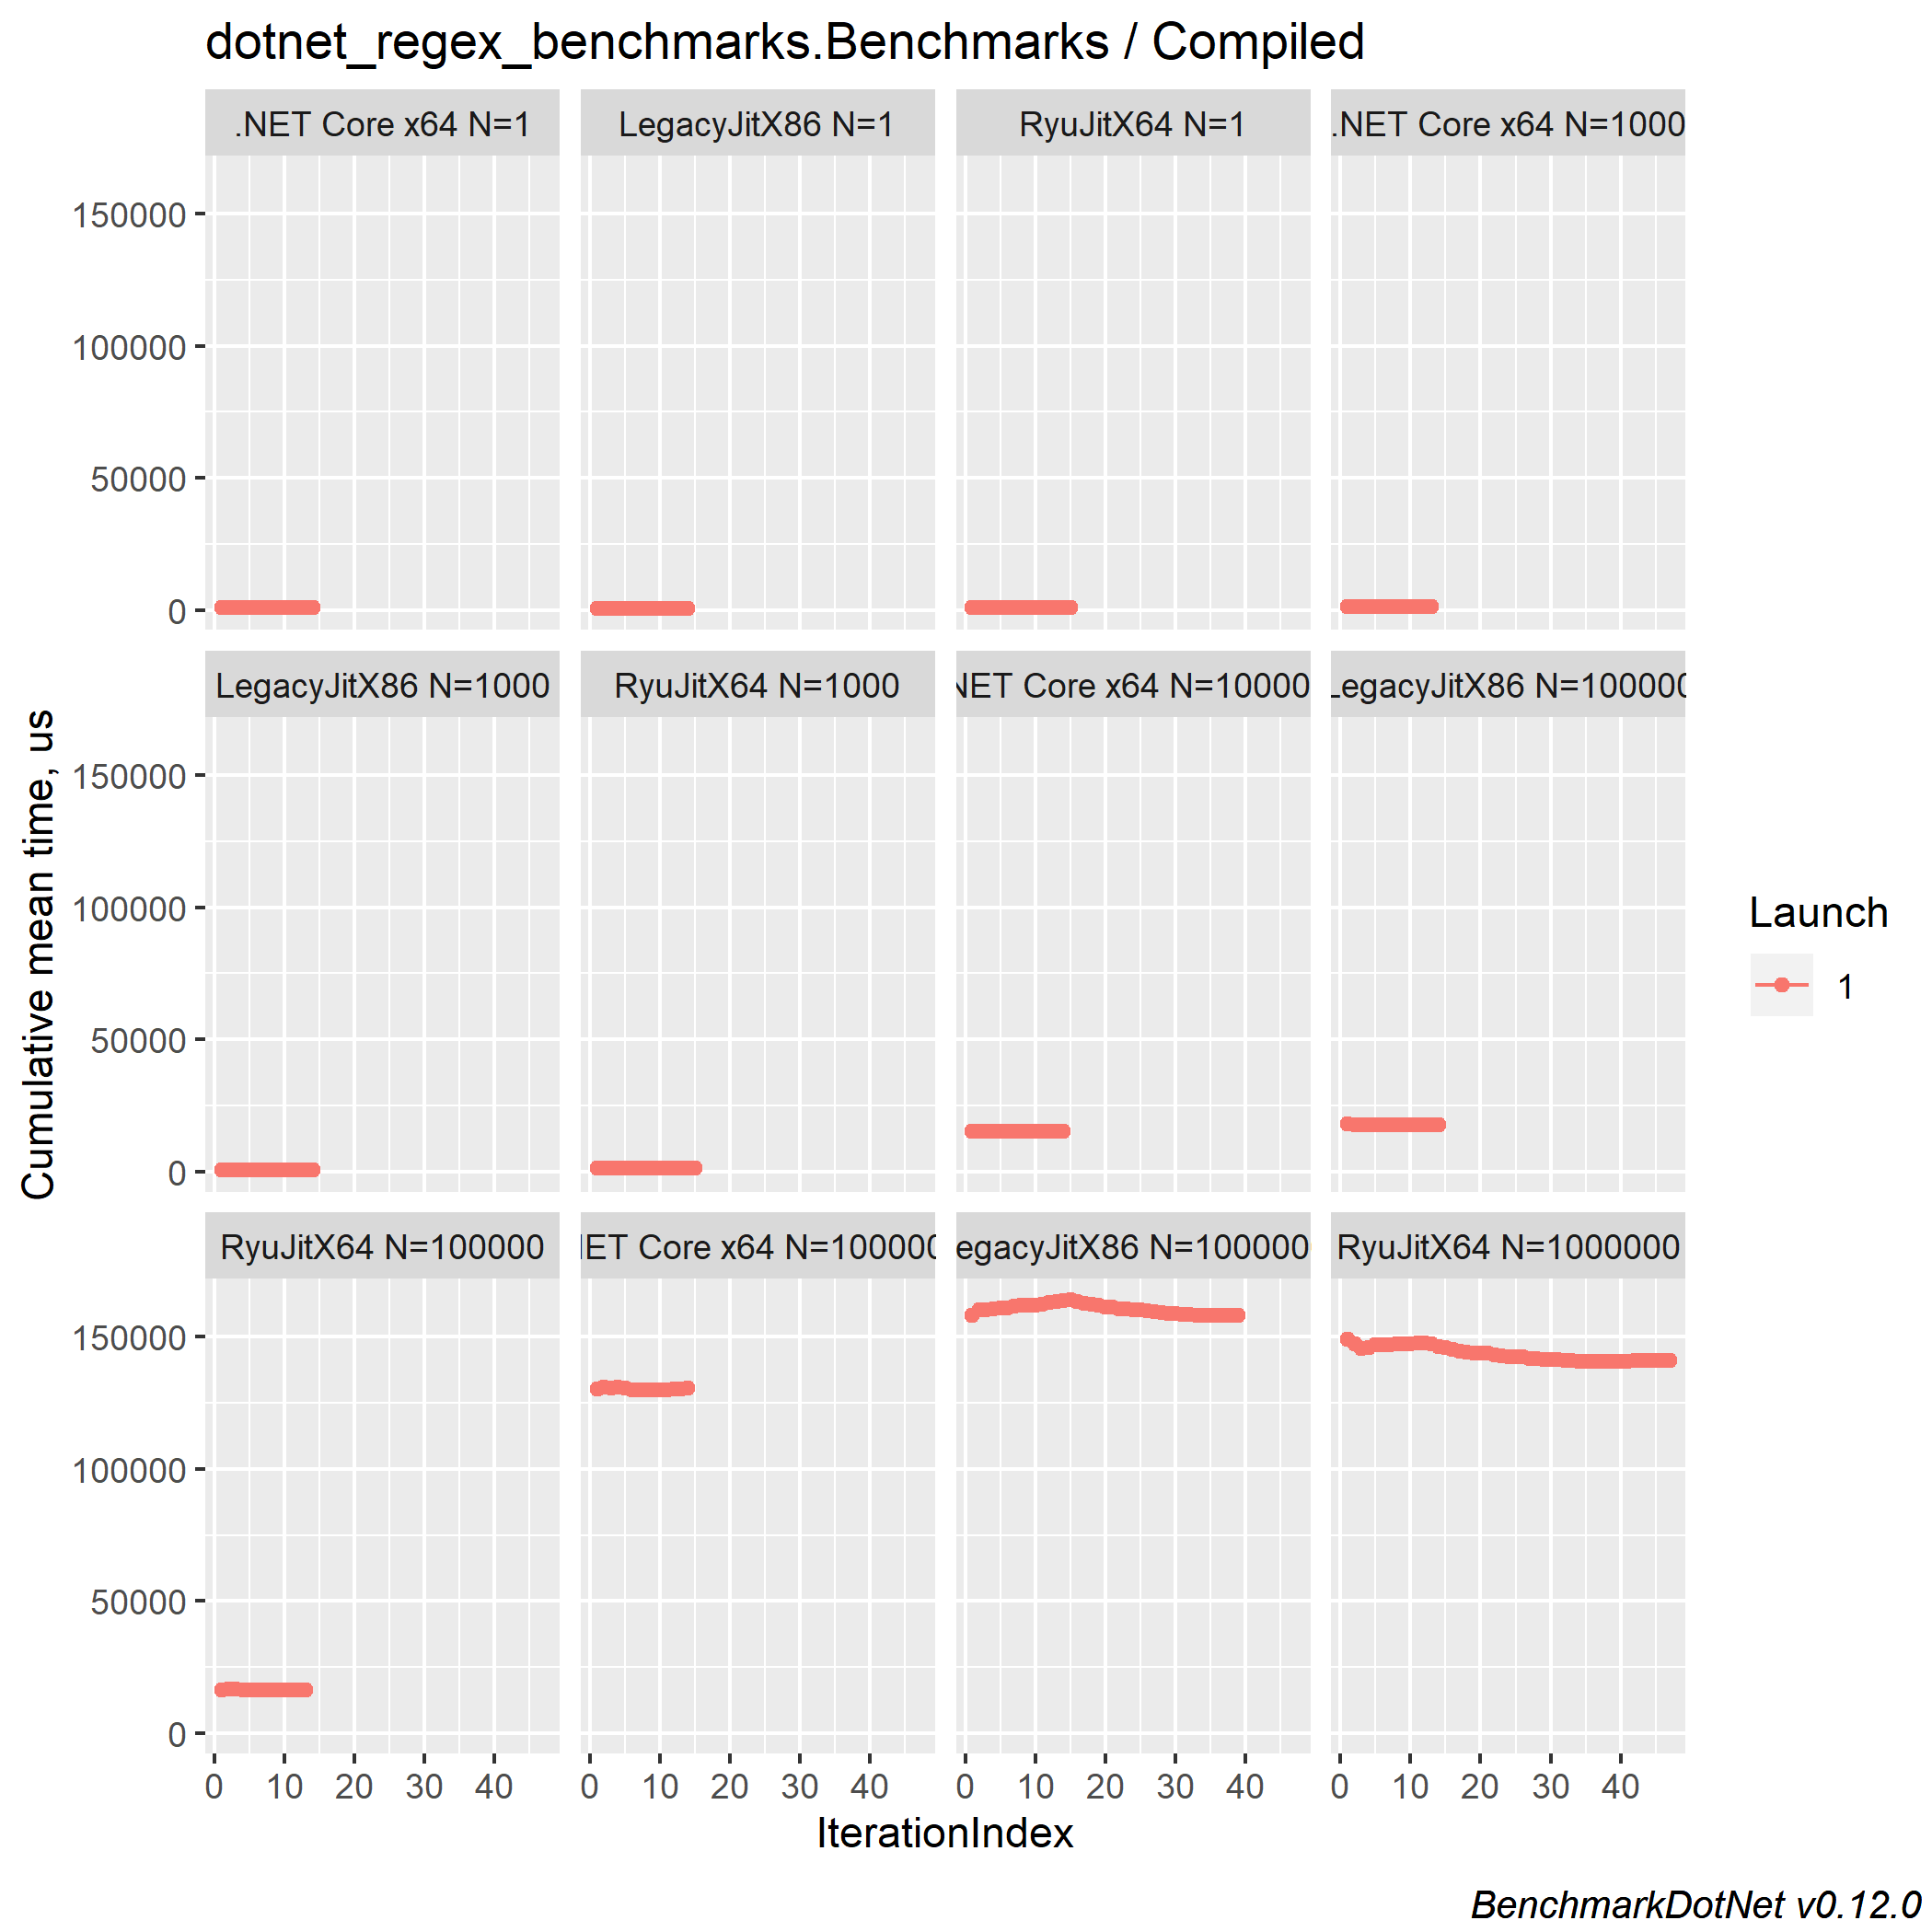 dotnet_regex_benchmarks.Benchmarks / Compiled
.NET Core x64 N=1 LegacyJitX86 N=1 RyuJitX64 N=1 .NET Core x64 N=1000
150000
100000
50000
0
LegacyJitX86 N=1000 RyuJitX64 N=1000 NET Core x64 N=10000 LegacyJitX86 N=100000
150000
100000
50000
0
RyuJitX64 N=100000 NET Core x64 N=100000 egacyJitX86 N=100000 RyuJitX64 N=1000000
150000
100000
50000
0
0 10 20 30 40 0 10 20 30 40 0 10 20 30 40 0 10 20 30 40
IterationIndex
Cumulative mean time, us
Launch
1
BenchmarkDotNet v0.12.0